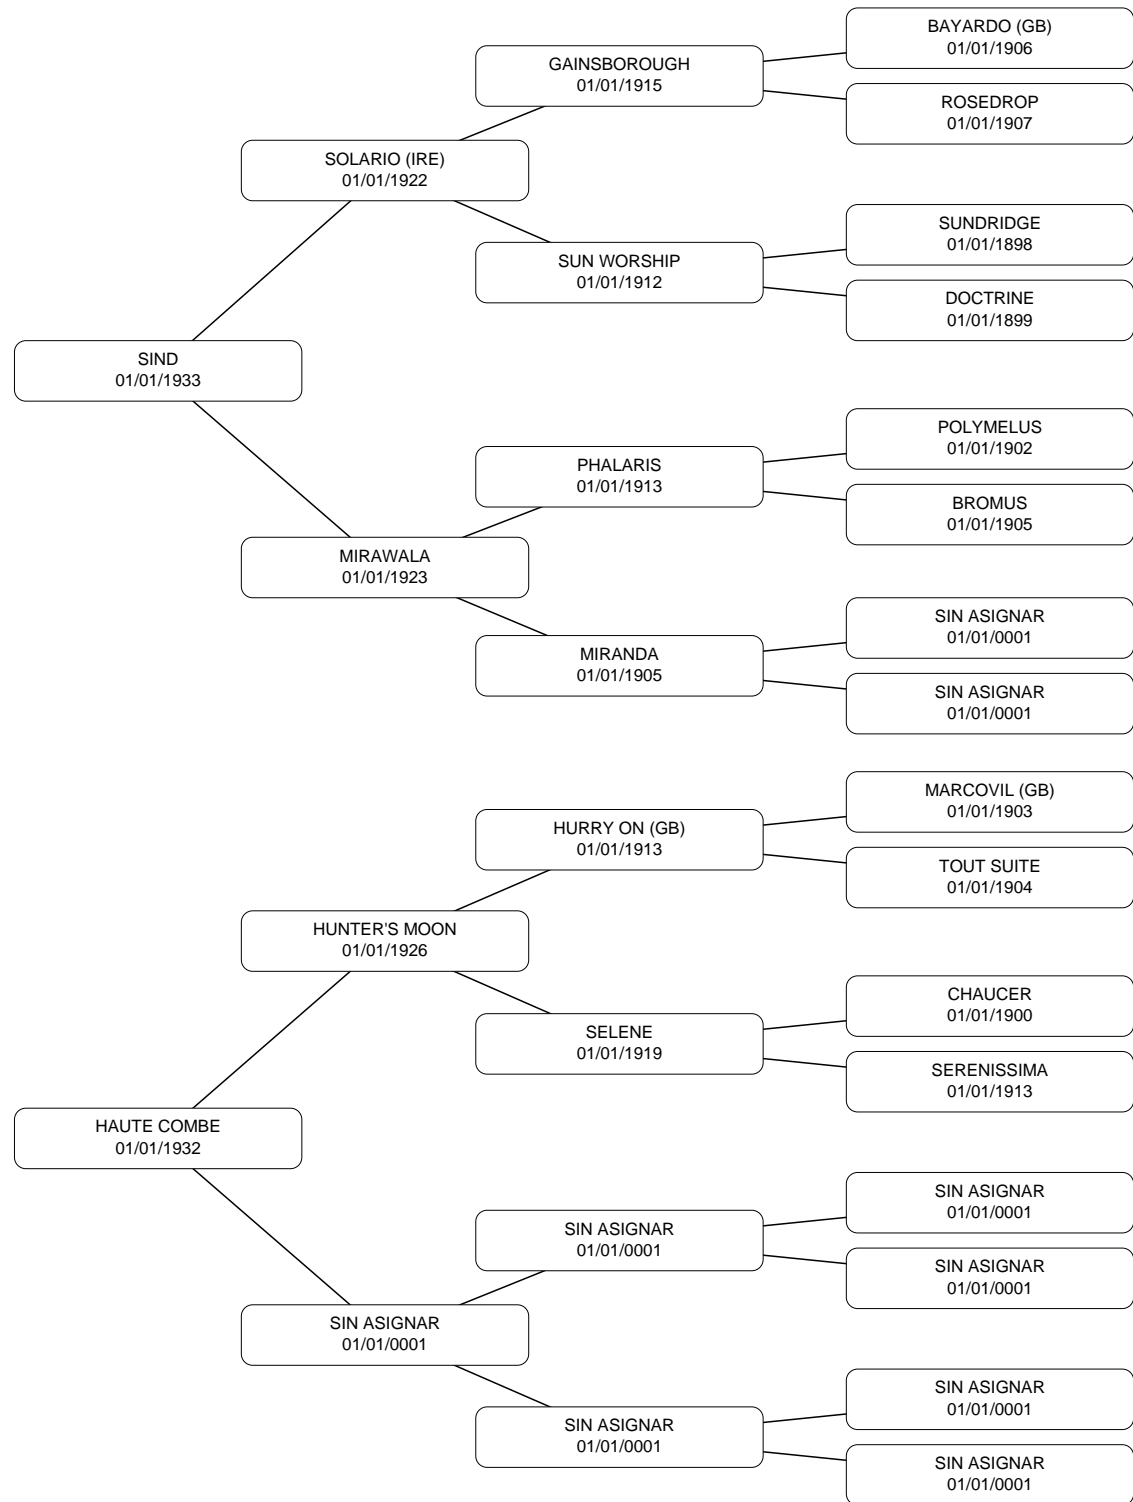 BAYARDO (GB)
01/01/1906
GAINSBOROUGH
01/01/1915
ROSEDROP
01/01/1907
SOLARIO (IRE)
01/01/1922
SUNDRIDGE
01/01/1898
SUN WORSHIP
01/01/1912
DOCTRINE
01/01/1899
SIND
01/01/1933
POLYMELUS
01/01/1902
PHALARIS
01/01/1913
BROMUS
01/01/1905
MIRAWALA
01/01/1923
SIN ASIGNAR
01/01/0001
MIRANDA
01/01/1905
SIN ASIGNAR
01/01/0001
MARCOVIL (GB)
01/01/1903
HURRY ON (GB)
01/01/1913
TOUT SUITE
01/01/1904
HUNTER'S MOON
01/01/1926
CHAUCER
01/01/1900
SELENE
01/01/1919
SERENISSIMA
01/01/1913
HAUTE COMBE
01/01/1932
SIN ASIGNAR
01/01/0001
SIN ASIGNAR
01/01/0001
SIN ASIGNAR
01/01/0001
SIN ASIGNAR
01/01/0001
SIN ASIGNAR
01/01/0001
SIN ASIGNAR
01/01/0001
SIN ASIGNAR
01/01/0001